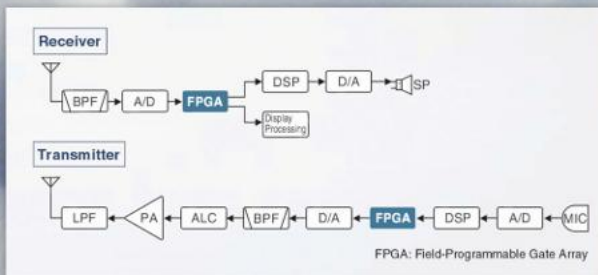 Receiver
BPF A/D FPGA DSP D/A SP
Display
Processing
Transmitter
LPF PA ALC BPF D/A FPGA DSP A/D MIC
FPGA: Field-Programmable Gate Array